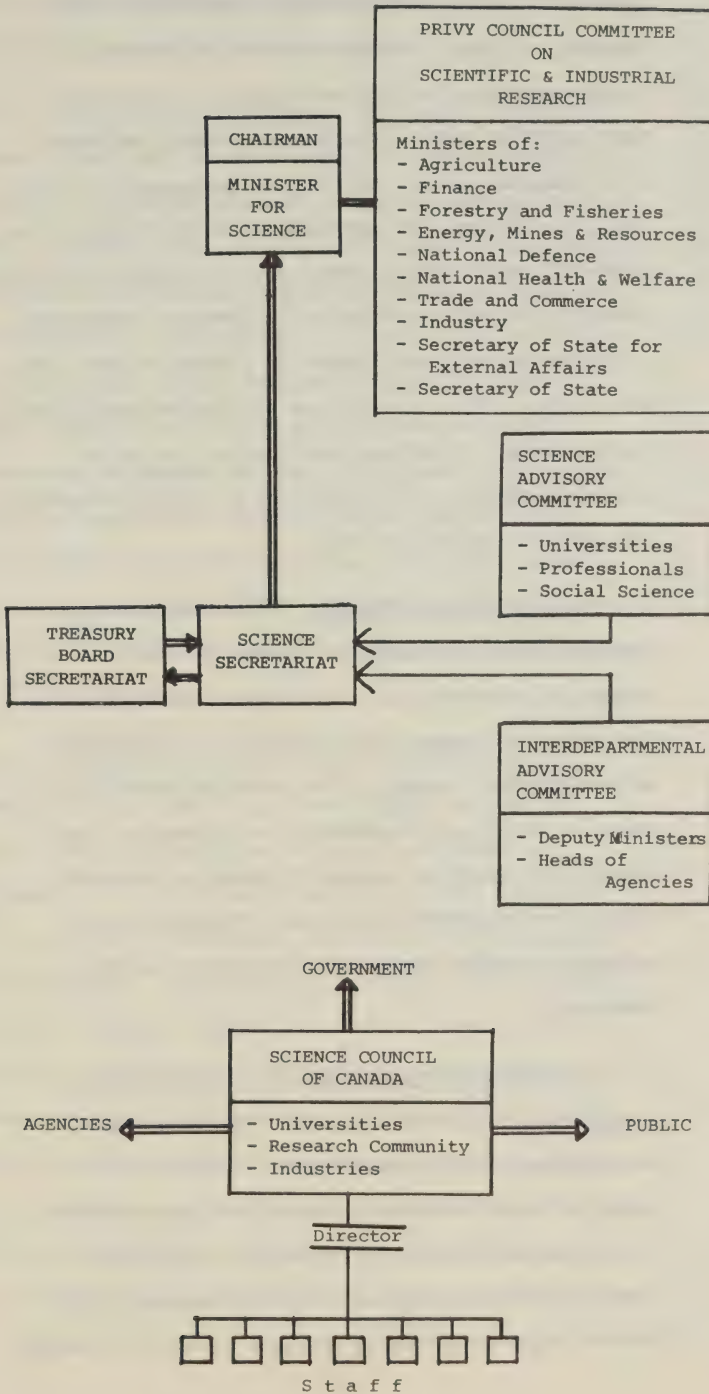 PRIVY COUNCIL COMMITTEE
ON
SCIENTIFIC & INDUSTRIAL
RESEARCH
Ministers of:
- Agriculture
- Finance
- Forestry and Fisheries
- Energy, Mines & Resources
- National Defence
- National Health & Welfare
- Trade and Commerce
- Industry
- Secretary of State for
External Affairs
- Secretary of State
CHAIRMAN
MINISTER
FOR
SCIENCE
SCIENCE
ADVISORY
COMMITTEE
- Universities
- Professionals
- Social Science
TREASURY
BOARD
SECRETARIAT
SCIENCE
SECRETARIAT
INTERDEPARTMENTAL
ADVISORY
COMMITTEE
- Deputy Ministers
- Heads of
Agencies
GOVERNMENT
SCIENCE COUNCIL
OF CANADA
- Universities
- Research Community
- Industries
AGENCIES
PUBLIC
Director
S t a f f